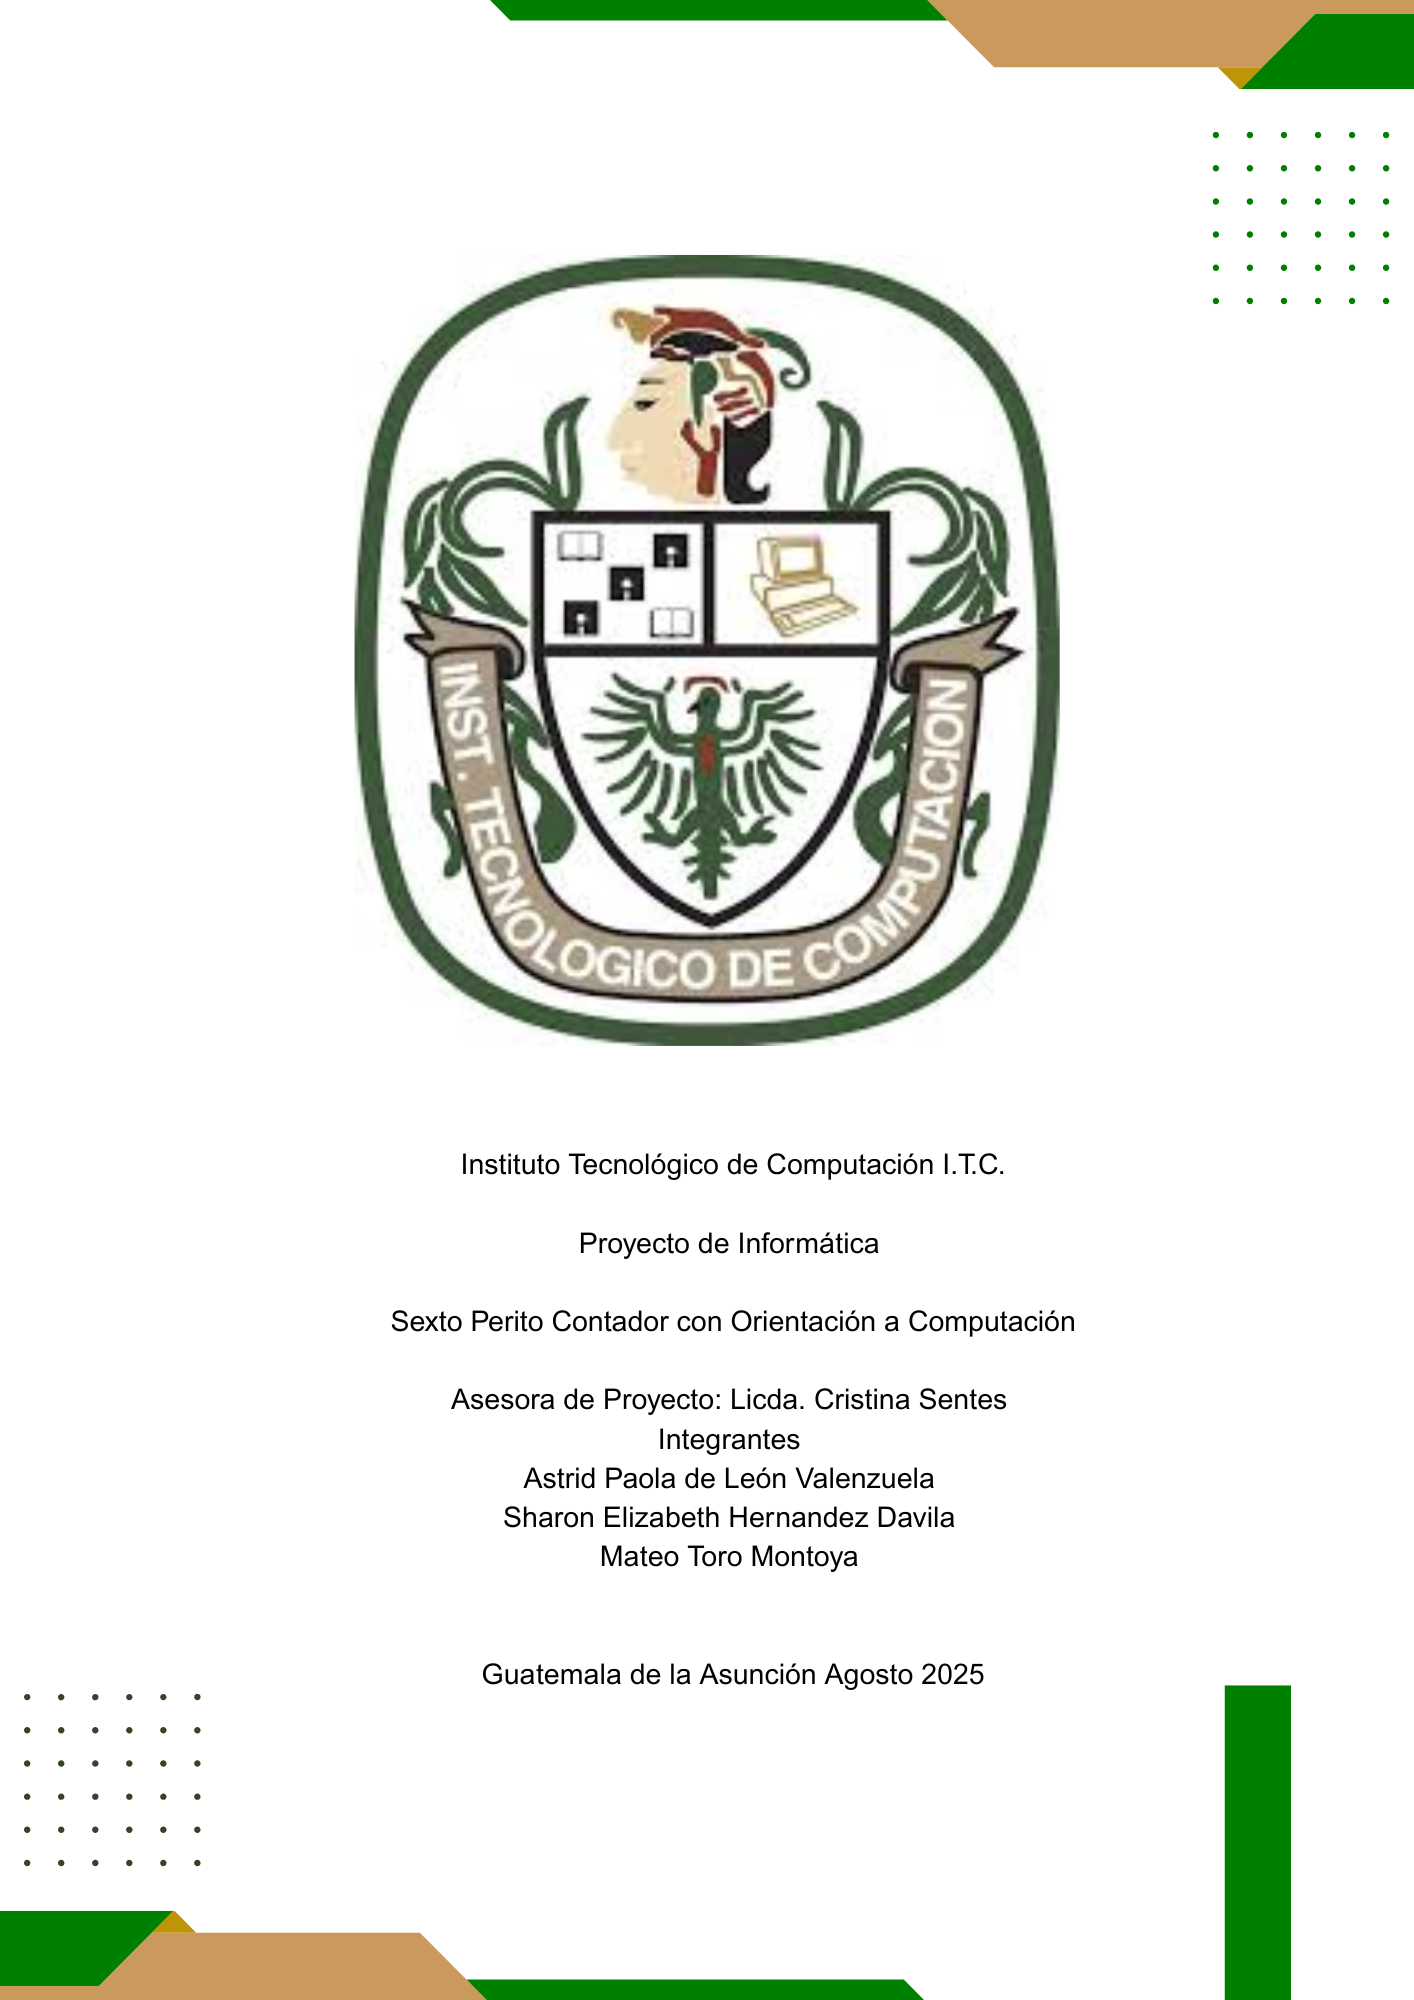 INST. TECNOLOGICO DE COMPUTACION
Instituto Tecnológico de Computación I.T.C.
Proyecto de Informática
Sexto Perito Contador con Orientación a Computación
Asesora de Proyecto: Licda. Cristina Sentes
Integrantes
Astrid Paola de León Valenzuela
Sharon Elizabeth Hernandez Davila
Mateo Toro Montoya
Guatemala de la Asunción Agosto 2025